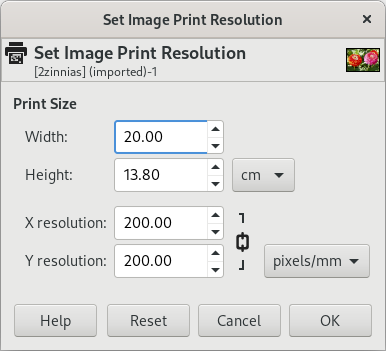 Set Image Print Resolution
Set Image Print Resolution
[2zinnias] (imported)-1
Print Size
Width: 20.00
Height: 13.80 cm
X resolution: 200.00
Y resolution: 200.00 pixels/mm
Help Reset Cancel OK